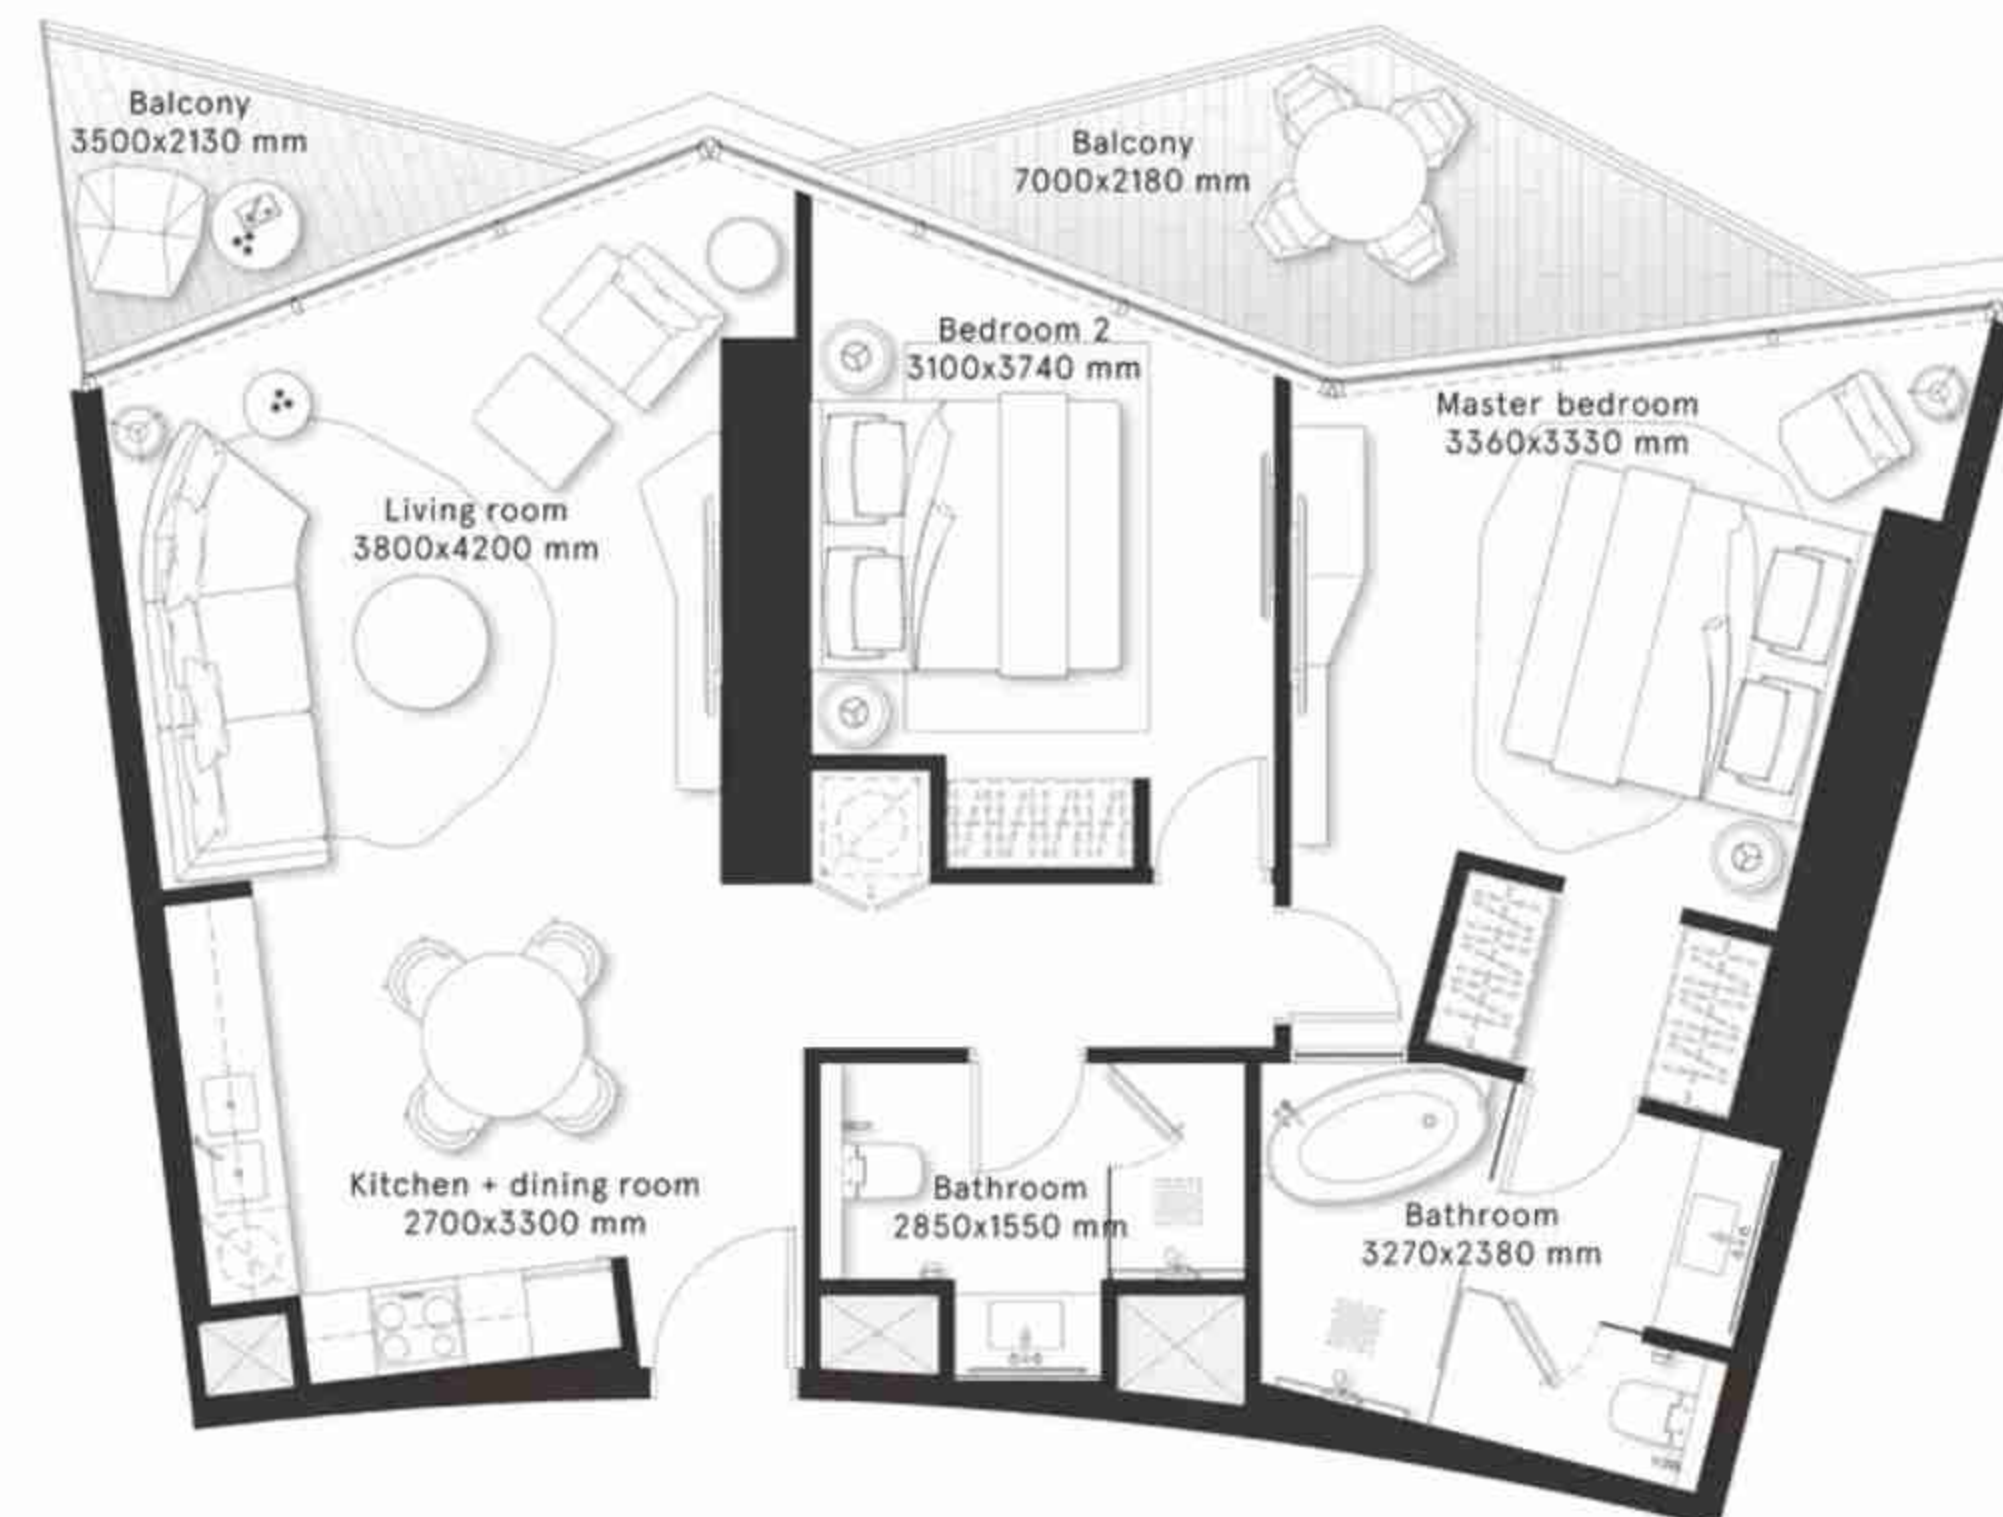 Balcony
3500x2130 mm
Balcony
7000x2180 mm
Bedroom 2
3100x3740 mm
Master bedroom
3360x3330 mm
Living room
3800x4200 mm
Kitchen + dining room
2700x3300 mm
Bathroom
2850x1550 mm
Bathroom
3270x2380 mm